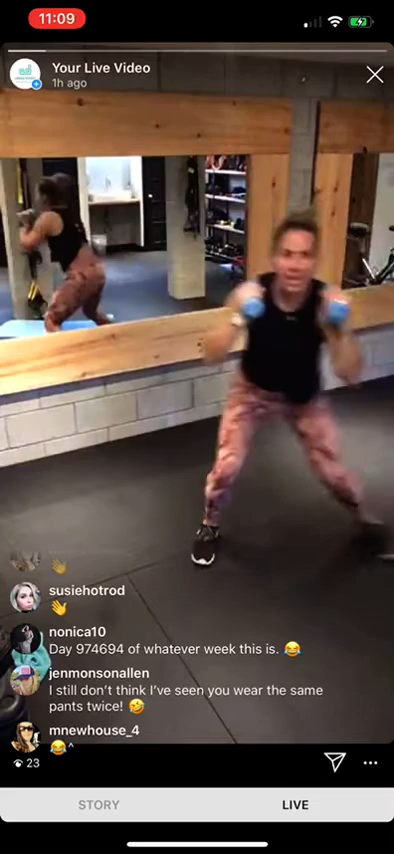 11:09
Your Live Video
1h ago
susiehotrod
👋
nonica10
Day 974694 of whatever week this is. 😂
jenmonsonallen
I still don't think I've seen you wear the
same pants twice! 🤣
mnewhouse_4
😂^
23
STORY
LIVE